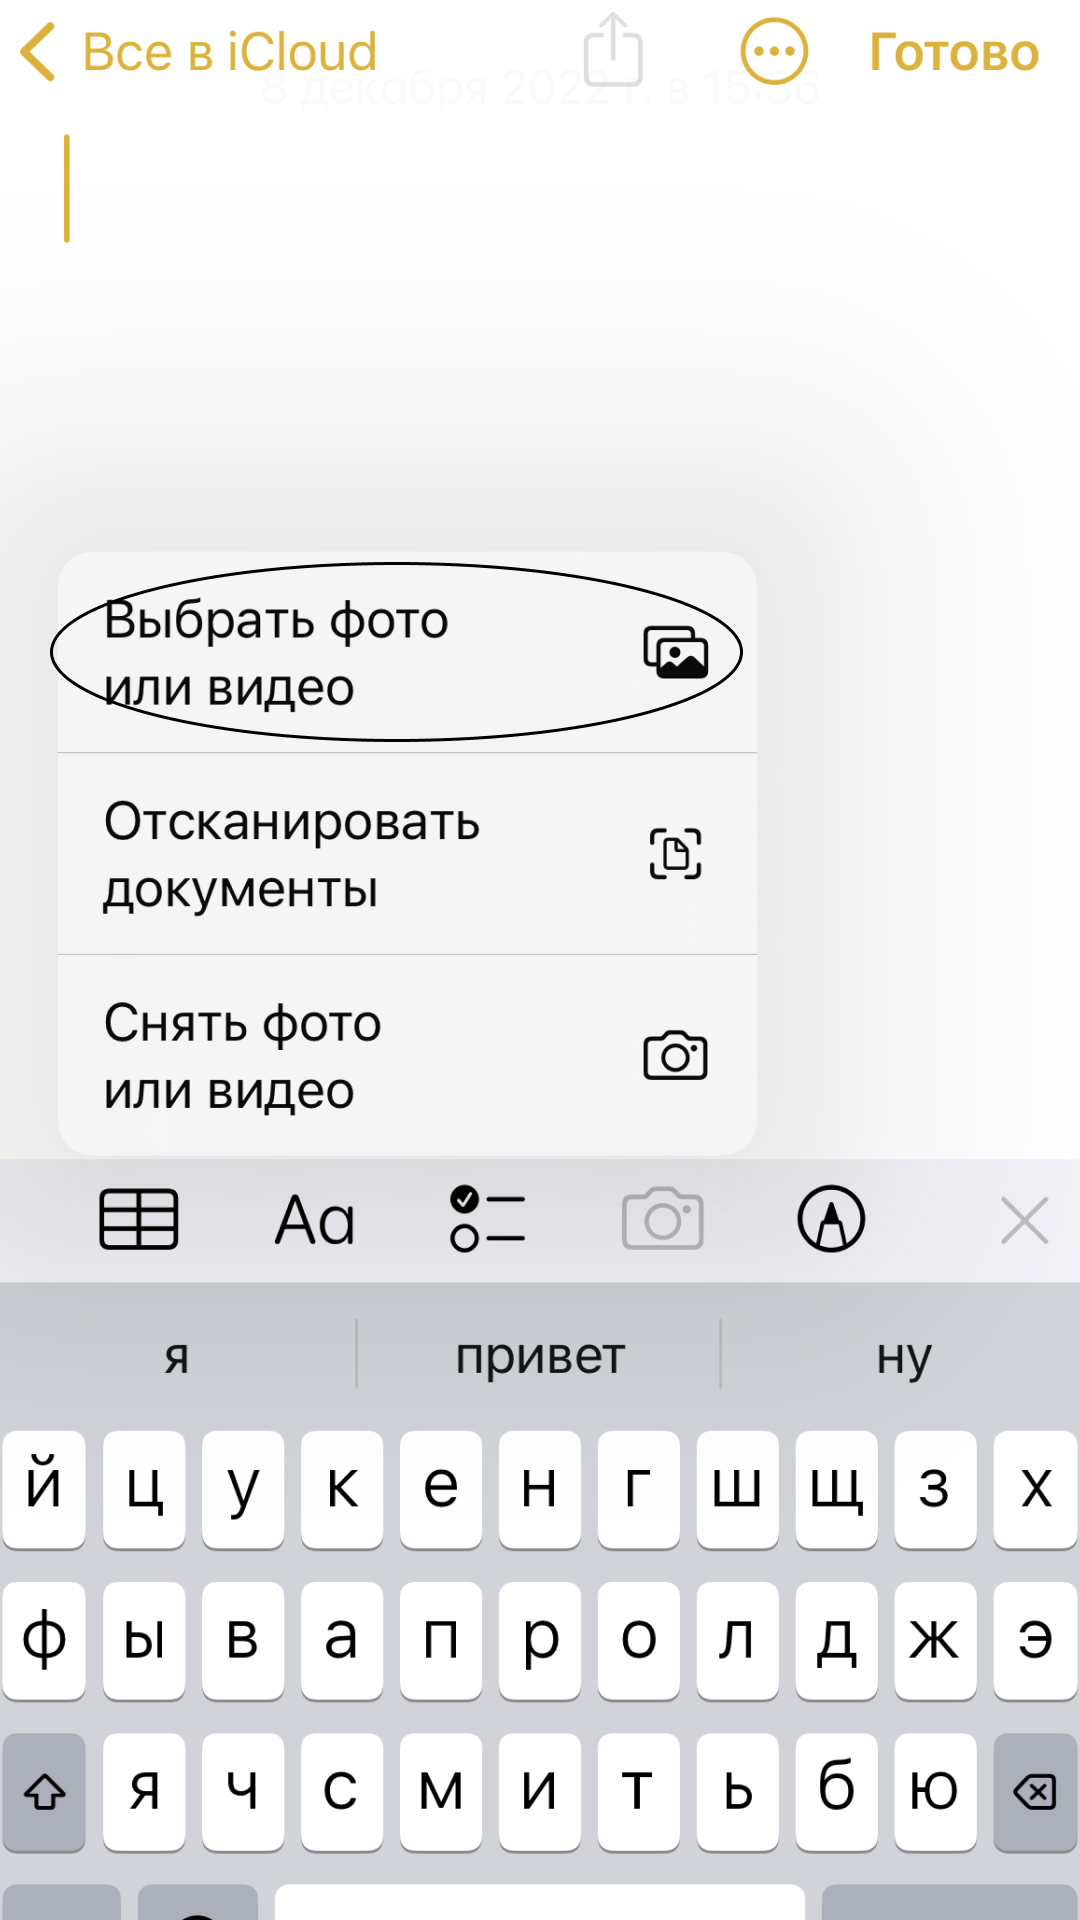 Все в iCloud
Готово
8 декабря 2022 г. в 15:36
Выбрать фото
или видео
Отсканировать
документы
Снять фото
или видео
Aa
я привет ну
й ц у к е н г ш щ з х
ф ы в а п р о л д ж э
я ч с м и т ь б ю